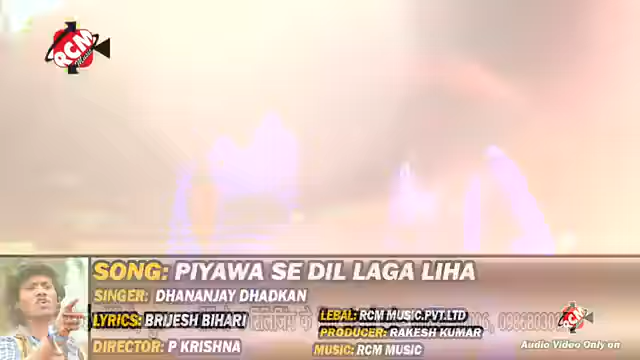 RCM
Music
SONG: PIYAWA SE DIL LAGA LIHA
SINGER: DHANANJAY DHADKAN
LYRICS: BRIJESH BIHARI
LEBAL: RCM MUSIC.PVT.LTD
PRODUCER: RAKESH KUMAR
DIRECTOR: P KRISHNA
MUSIC: RCM MUSIC
RCM
Audio Video Only on